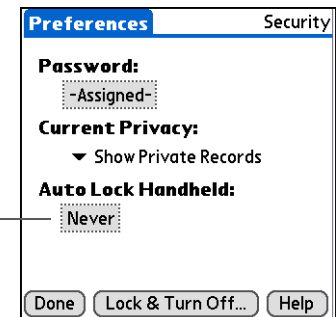 Preferences Security
Password:
-Assigned-
Current Privacy:
Show Private Records
Auto Lock Handheld:
Never
Done Lock & Turn Off... Help